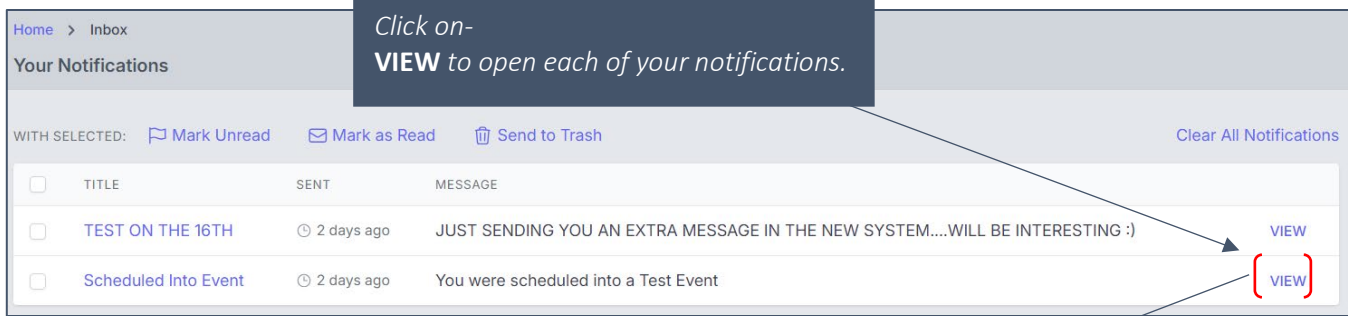 Home > Inbox
Click on-
VIEW to open each of your notifications.
Your Notifications
WITH SELECTED: Mark Unread Mark as Read Send to Trash Clear All Notifications
TITLE SENT MESSAGE
TEST ON THE 16TH 2 days ago JUST SENDING YOU AN EXTRA MESSAGE IN THE NEW SYSTEM....WILL BE INTERESTING :) VIEW
Scheduled Into Event 2 days ago You were scheduled into a Test Event VIEW